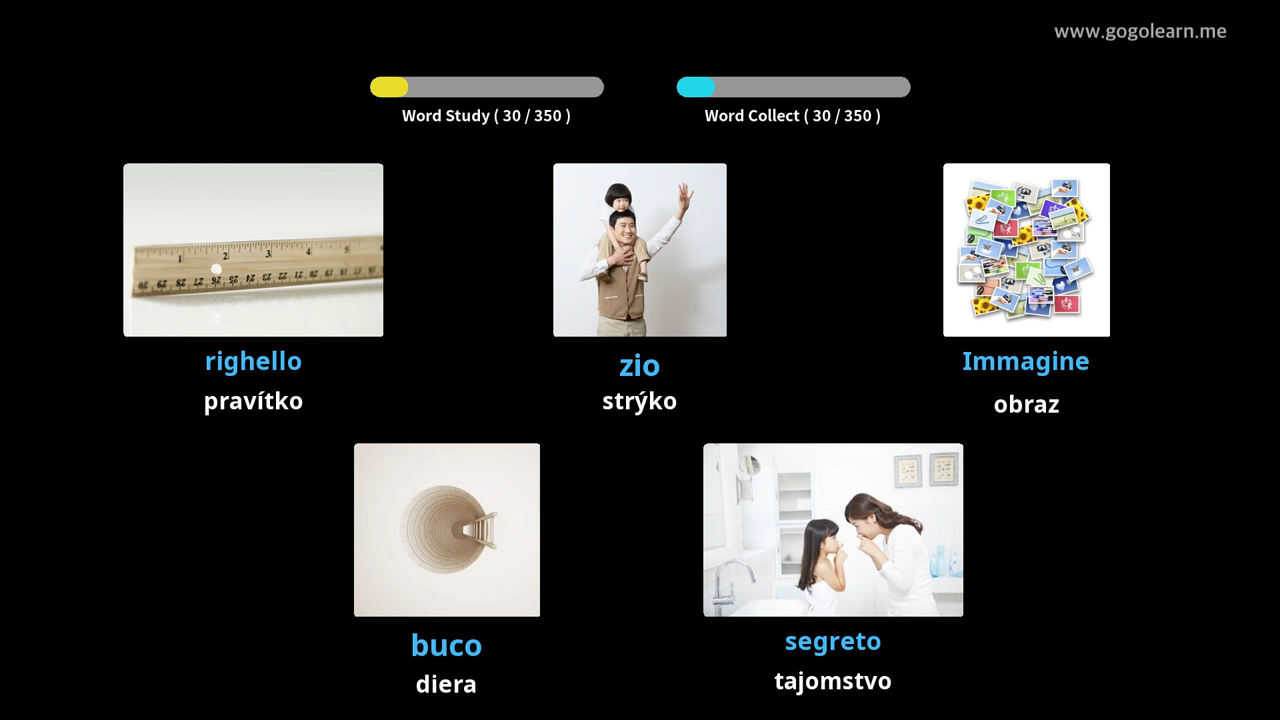 www.gogolearn.me
Word Study ( 30 / 350 )
Word Collect ( 30 / 350 )
righello
pravítko
zio
strýko
Immagine
obraz
buco
diera
segreto
tajomstvo